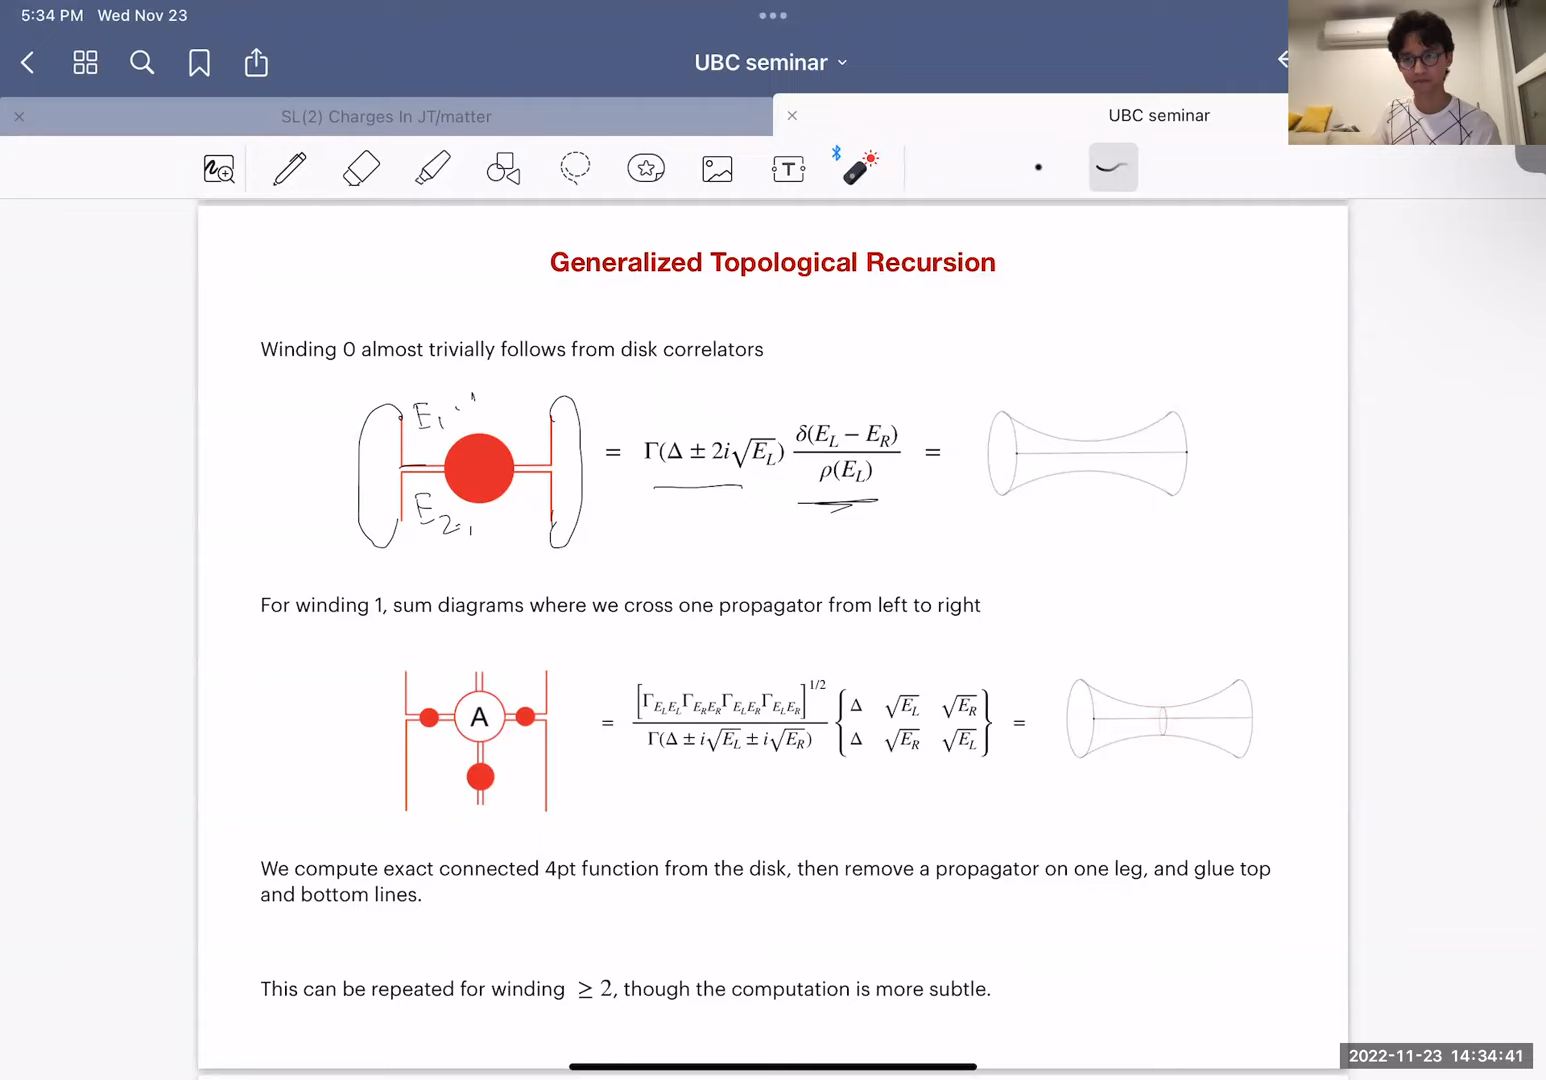 5:34 PM Wed Nov 23
UBC seminar
SL(2) Charges In JT/matter
UBC seminar
T
Generalized Topological Recursion
Winding 0 almost trivially follows from disk correlators
E₁
E₂
= Γ(Δ ± 2i√E_L) δ(E_L − E_R) / ρ(E_L) =
For winding 1, sum diagrams where we cross one propagator from left to right
A
= [Γ_{E_L E_L} Γ_{E_R E_R} Γ_{E_L E_R} Γ_{E_L E_R}]^{1/2} / Γ(Δ ± i√E_L ± i√E_R) {Δ √E_L √E_R; Δ √E_R √E_L} =
We compute exact connected 4pt function from the disk, then remove a propagator on one leg, and glue top
and bottom lines.
This can be repeated for winding ≥ 2, though the computation is more subtle.
2022-11-23 14:34:41